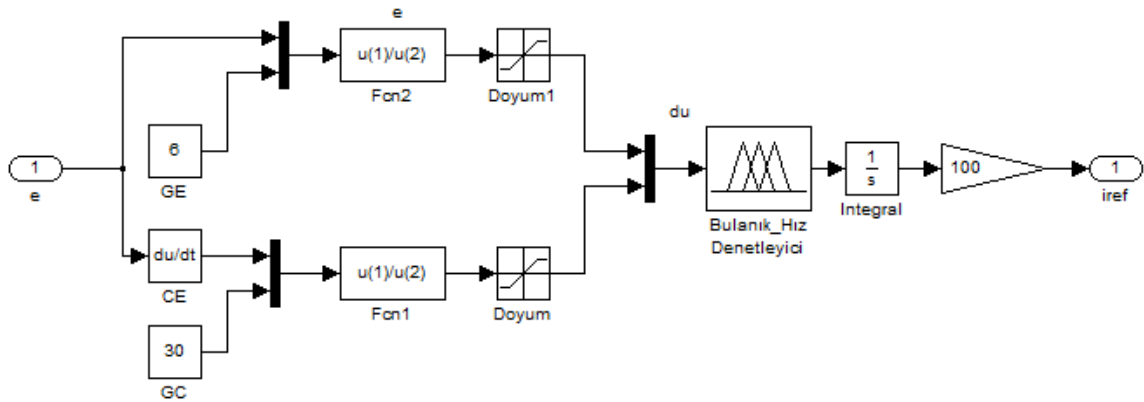 e
u(1)/u(2)
Fcn2
Doyum1
6
GE
du
1
e
1
s
Integral
100
1
iref
Bulanık_Hız
Denetleyici
du/dt
CE
u(1)/u(2)
Fcn1
Doyum
30
GC